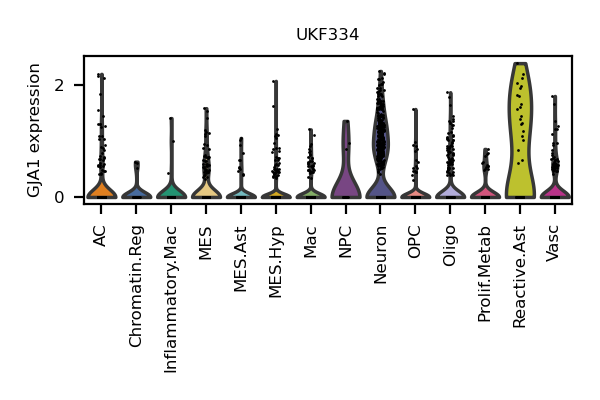 UKF334
GJA1 expression
2
0
AC
Chromatin.Reg
Inflammatory.Mac
MES
MES.Ast
MES.Hyp
Mac
NPC
Neuron
OPC
Oligo
Prolif.Metab
Reactive.Ast
Vasc